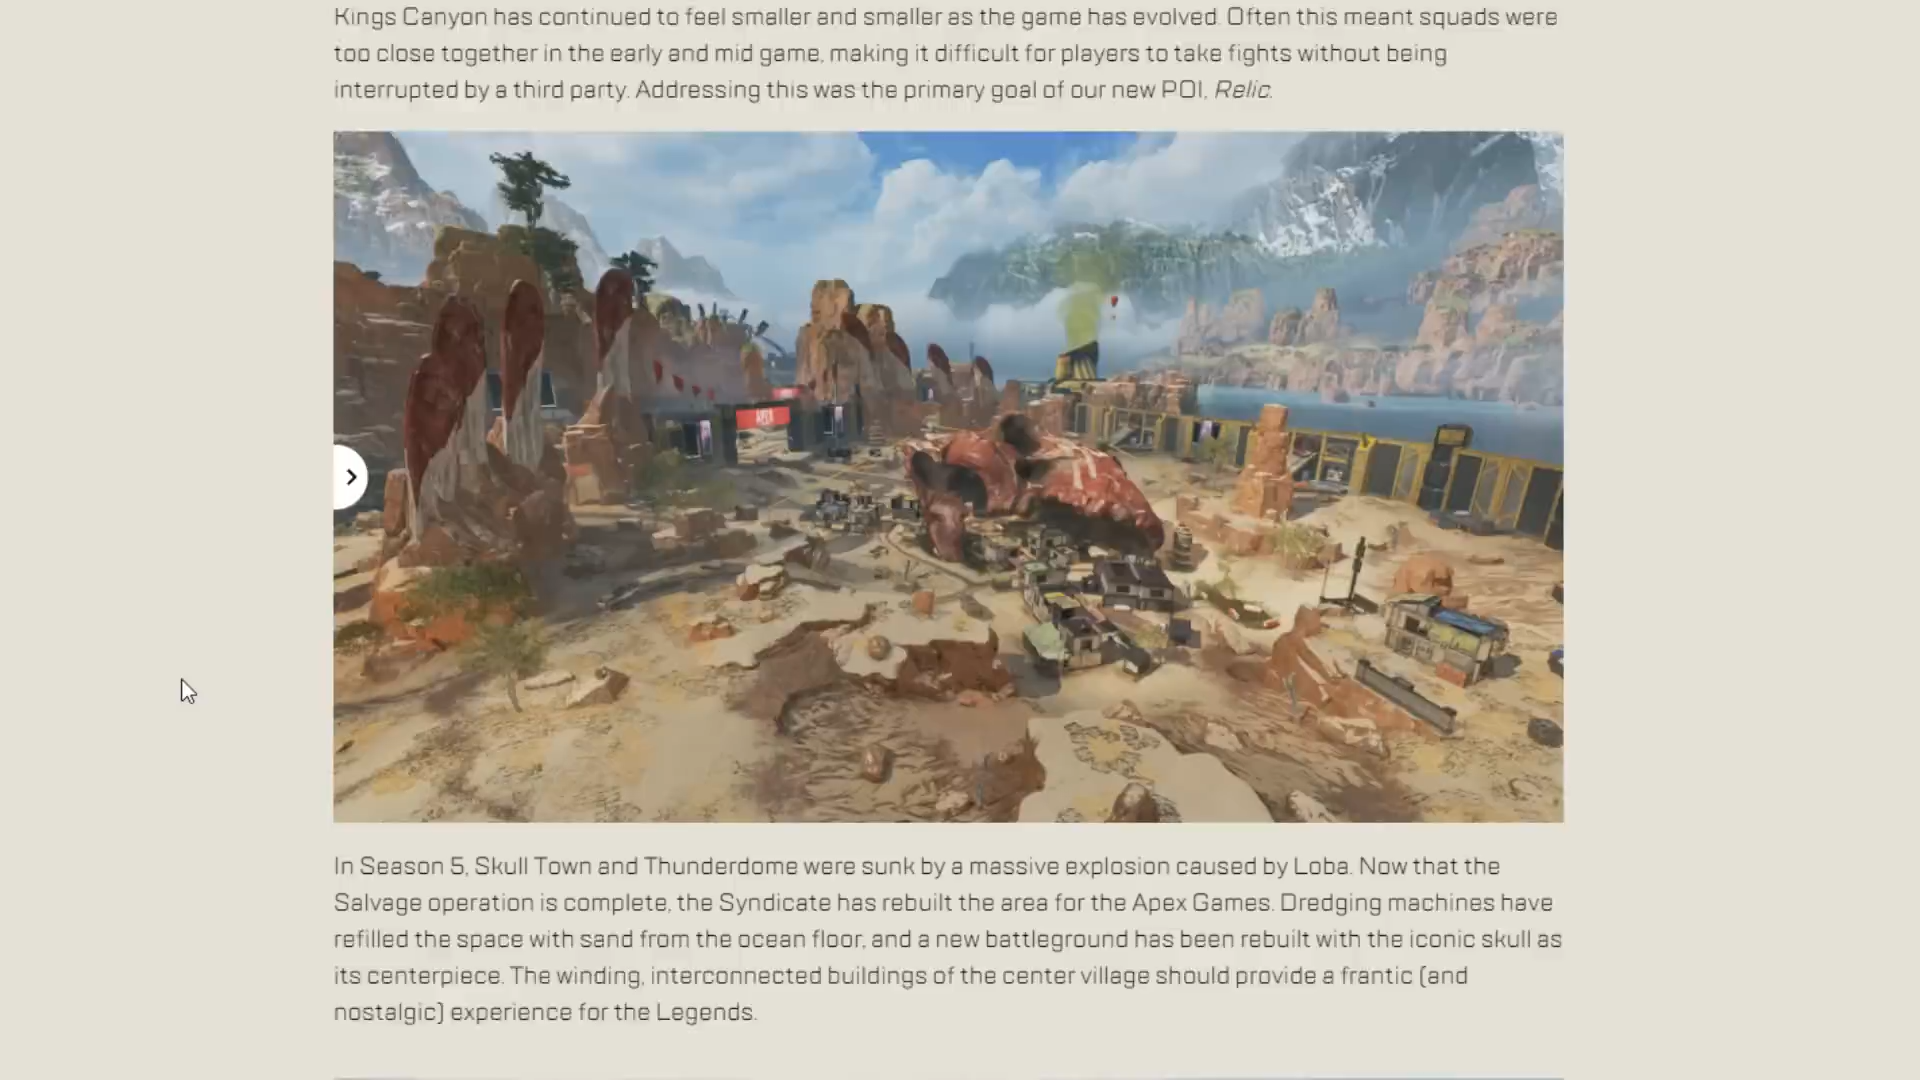 Kings Canyon has continued to feel smaller and smaller as the game has evolved. Often this meant squads were
too close together in the early and mid game, making it difficult for players to take fights without being
interrupted by a third party. Addressing this was the primary goal of our new POI, Relic.
APEX
In Season 5, Skull Town and Thunderdome were sunk by a massive explosion caused by Loba. Now that the
Salvage operation is complete, the Syndicate has rebuilt the area for the Apex Games. Dredging machines have
refilled the space with sand from the ocean floor, and a new battleground has been rebuilt with the iconic skull as
its centerpiece. The winding, interconnected buildings of the center village should provide a frantic (and
nostalgic) experience for the Legends.